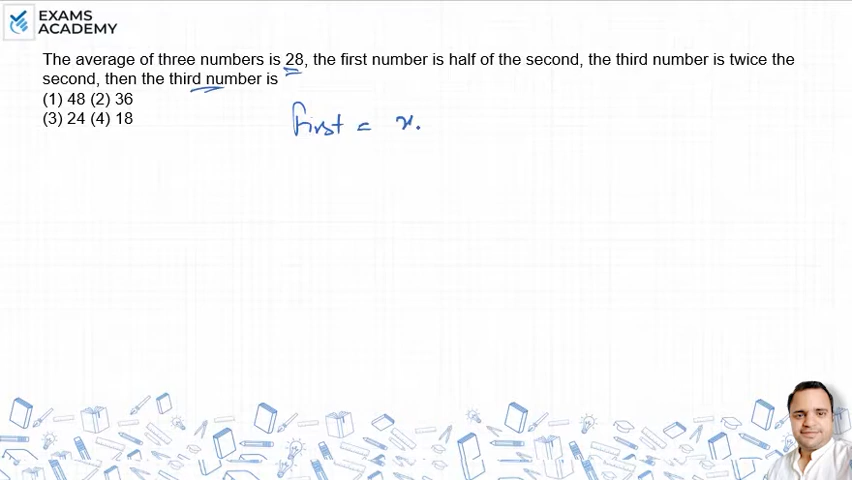 EXAMS
ACADEMY
The average of three numbers is 28, the first number is half of the second, the third number is twice the
second, then the third number is
(1) 48 (2) 36
(3) 24 (4) 18
First = x.